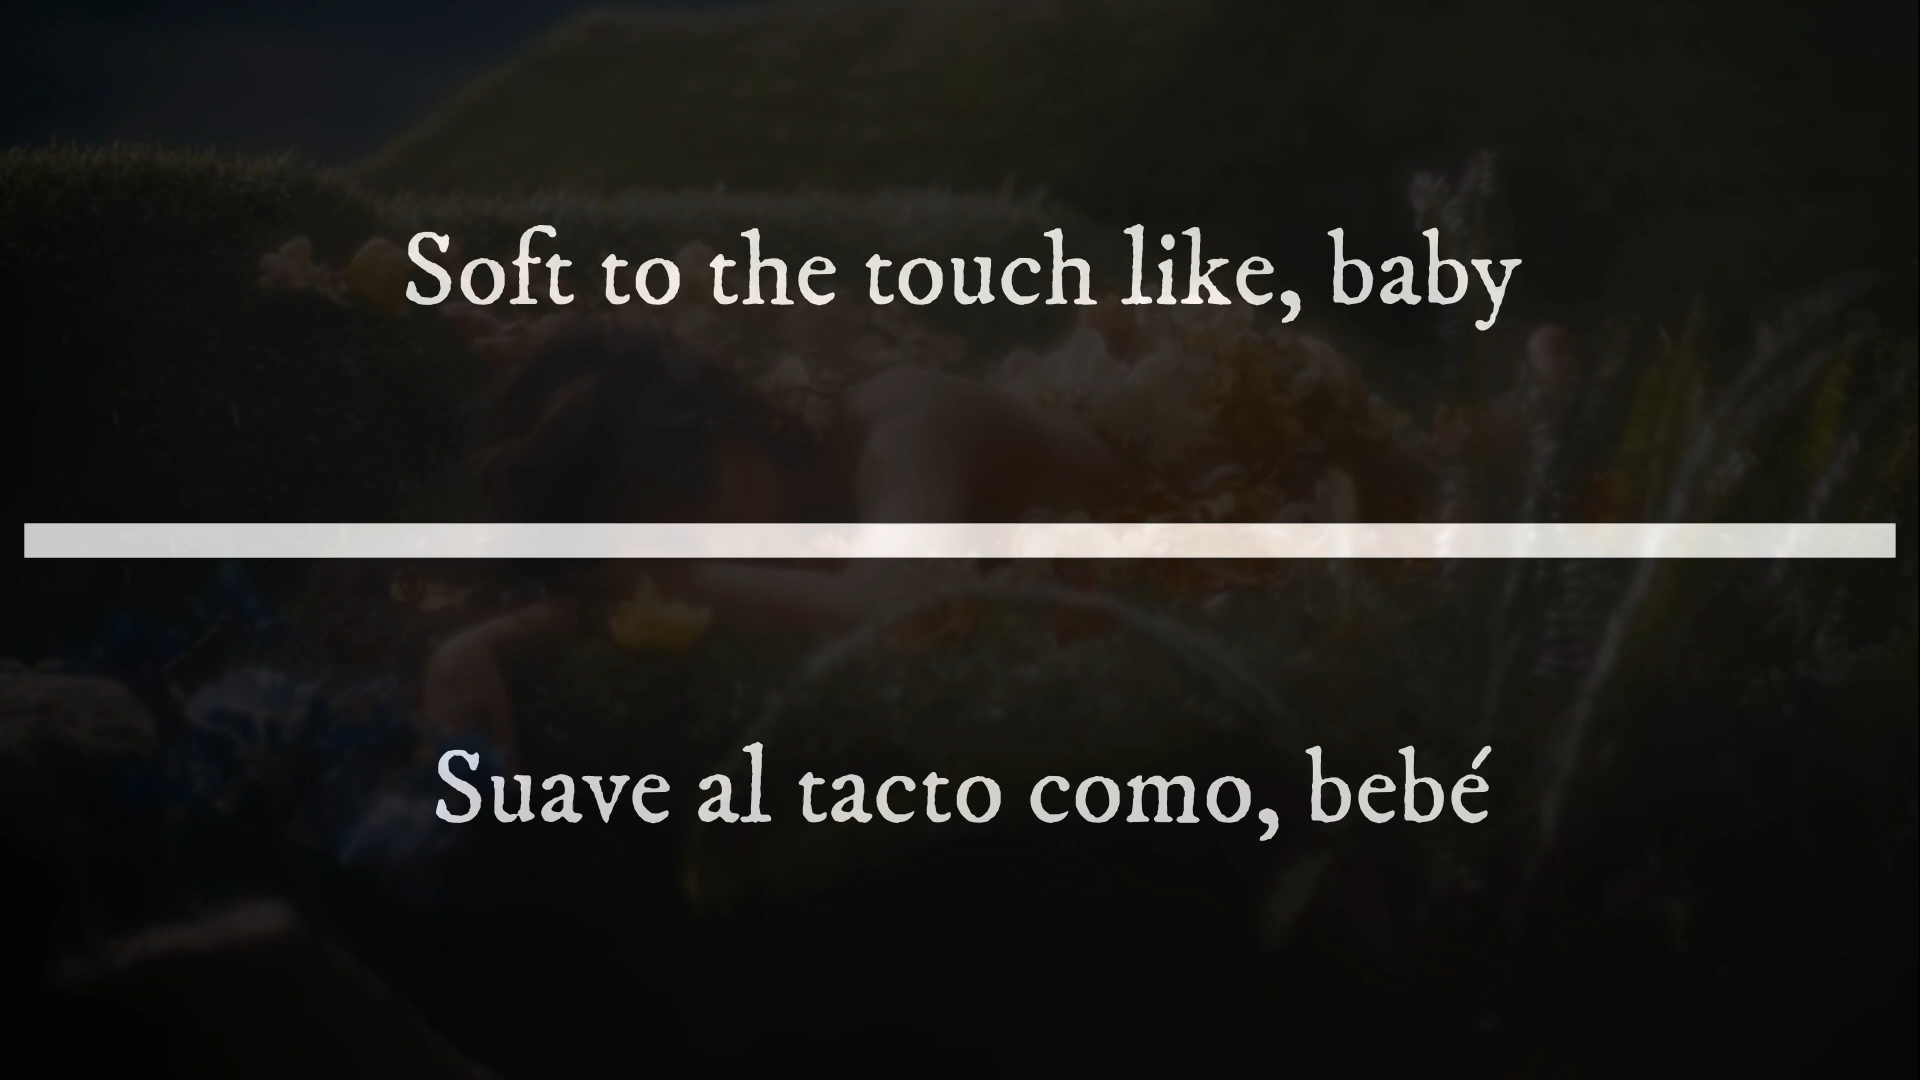 Soft to the touch like, baby
Suave al tacto como, bebé